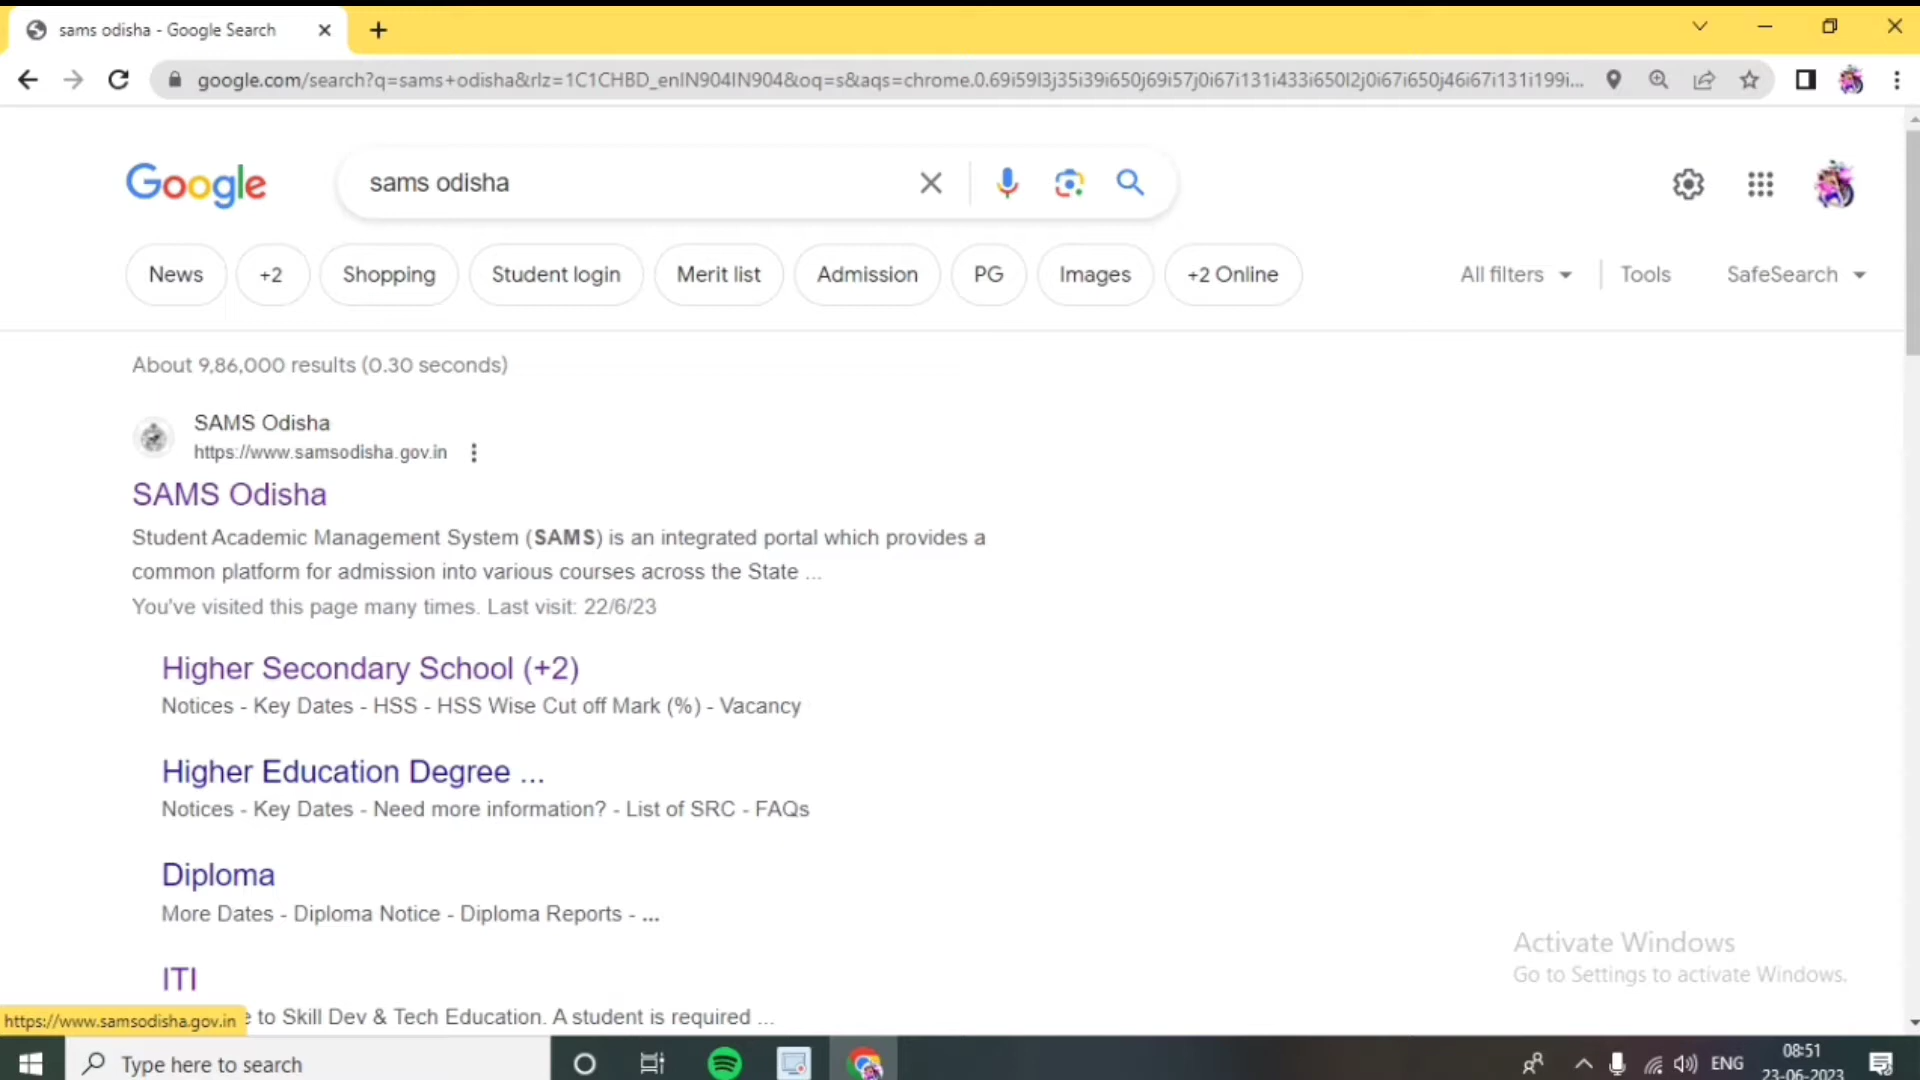 sams odisha - Google Search
google.com/search?q=sams+odisha&rlz=1C1CHBD_enIN904IN904&oq=s&aqs=chrome.0.69i59l3j35i39i650j69i57j0i67i131i433i650l2j0i67i650j46i67i131i199i...
Google
sams odisha
News
+2
Shopping
Student login
Merit list
Admission
PG
Images
+2 Online
All filters
Tools
SafeSearch
About 9,86,000 results (0.30 seconds)
SAMS Odisha
https://www.samsodisha.gov.in
SAMS Odisha
Student Academic Management System (SAMS) is an integrated portal which provides a
common platform for admission into various courses across the State ...
You've visited this page many times. Last visit: 22/6/23
Higher Secondary School (+2)
Notices - Key Dates - HSS - HSS Wise Cut off Mark (%) - Vacancy
Higher Education Degree ...
Notices - Key Dates - Need more information? - List of SRC - FAQs
Diploma
More Dates - Diploma Notice - Diploma Reports - ...
ITI
to Skill Dev & Tech Education. A student is required ...
https://www.samsodisha.gov.in
Activate Windows
Go to Settings to activate Windows.
Type here to search
ENG
08:51
23-06-2023